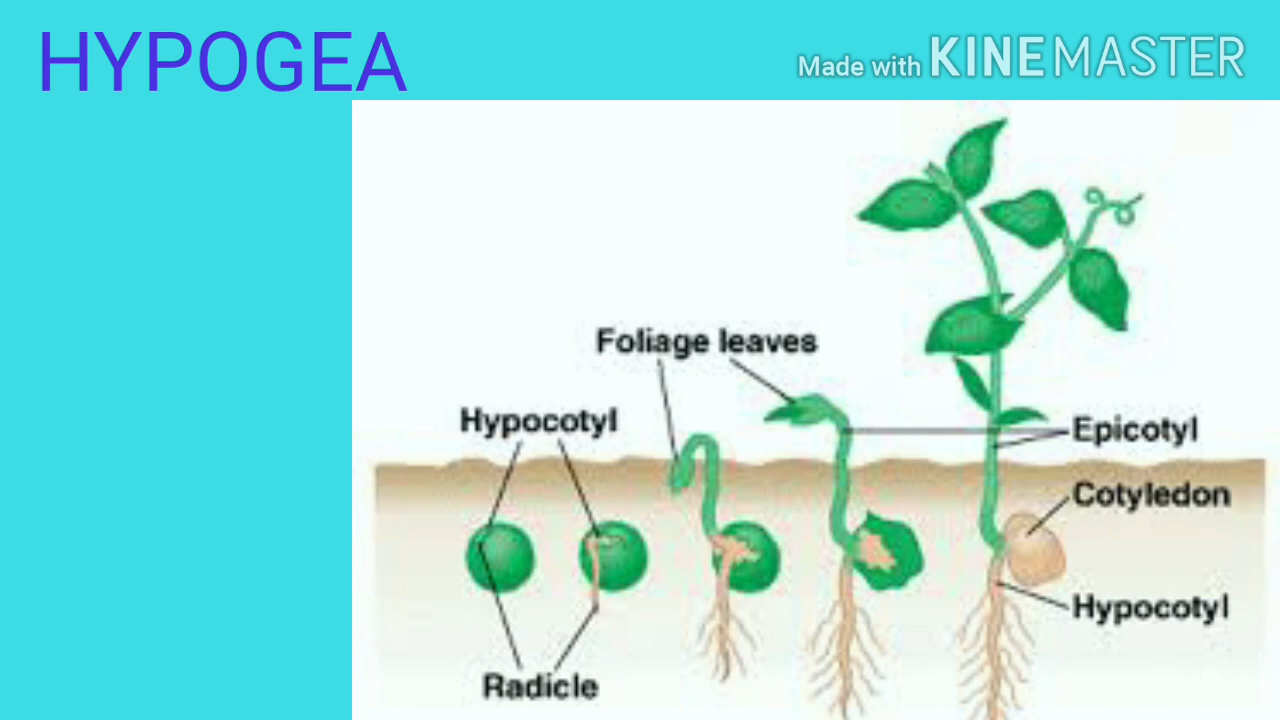 HYPOGEA
Made with KINEMASTER
Foliage leaves
Hypocotyl
Epicotyl
Cotyledon
Hypocotyl
Radicle